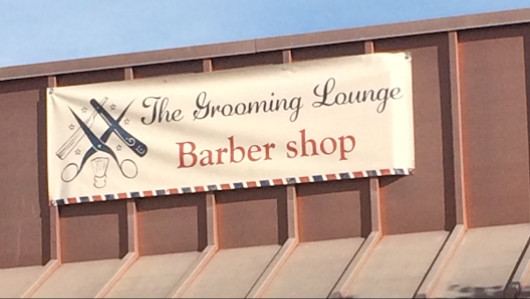 The Grooming Lounge
Barber shop